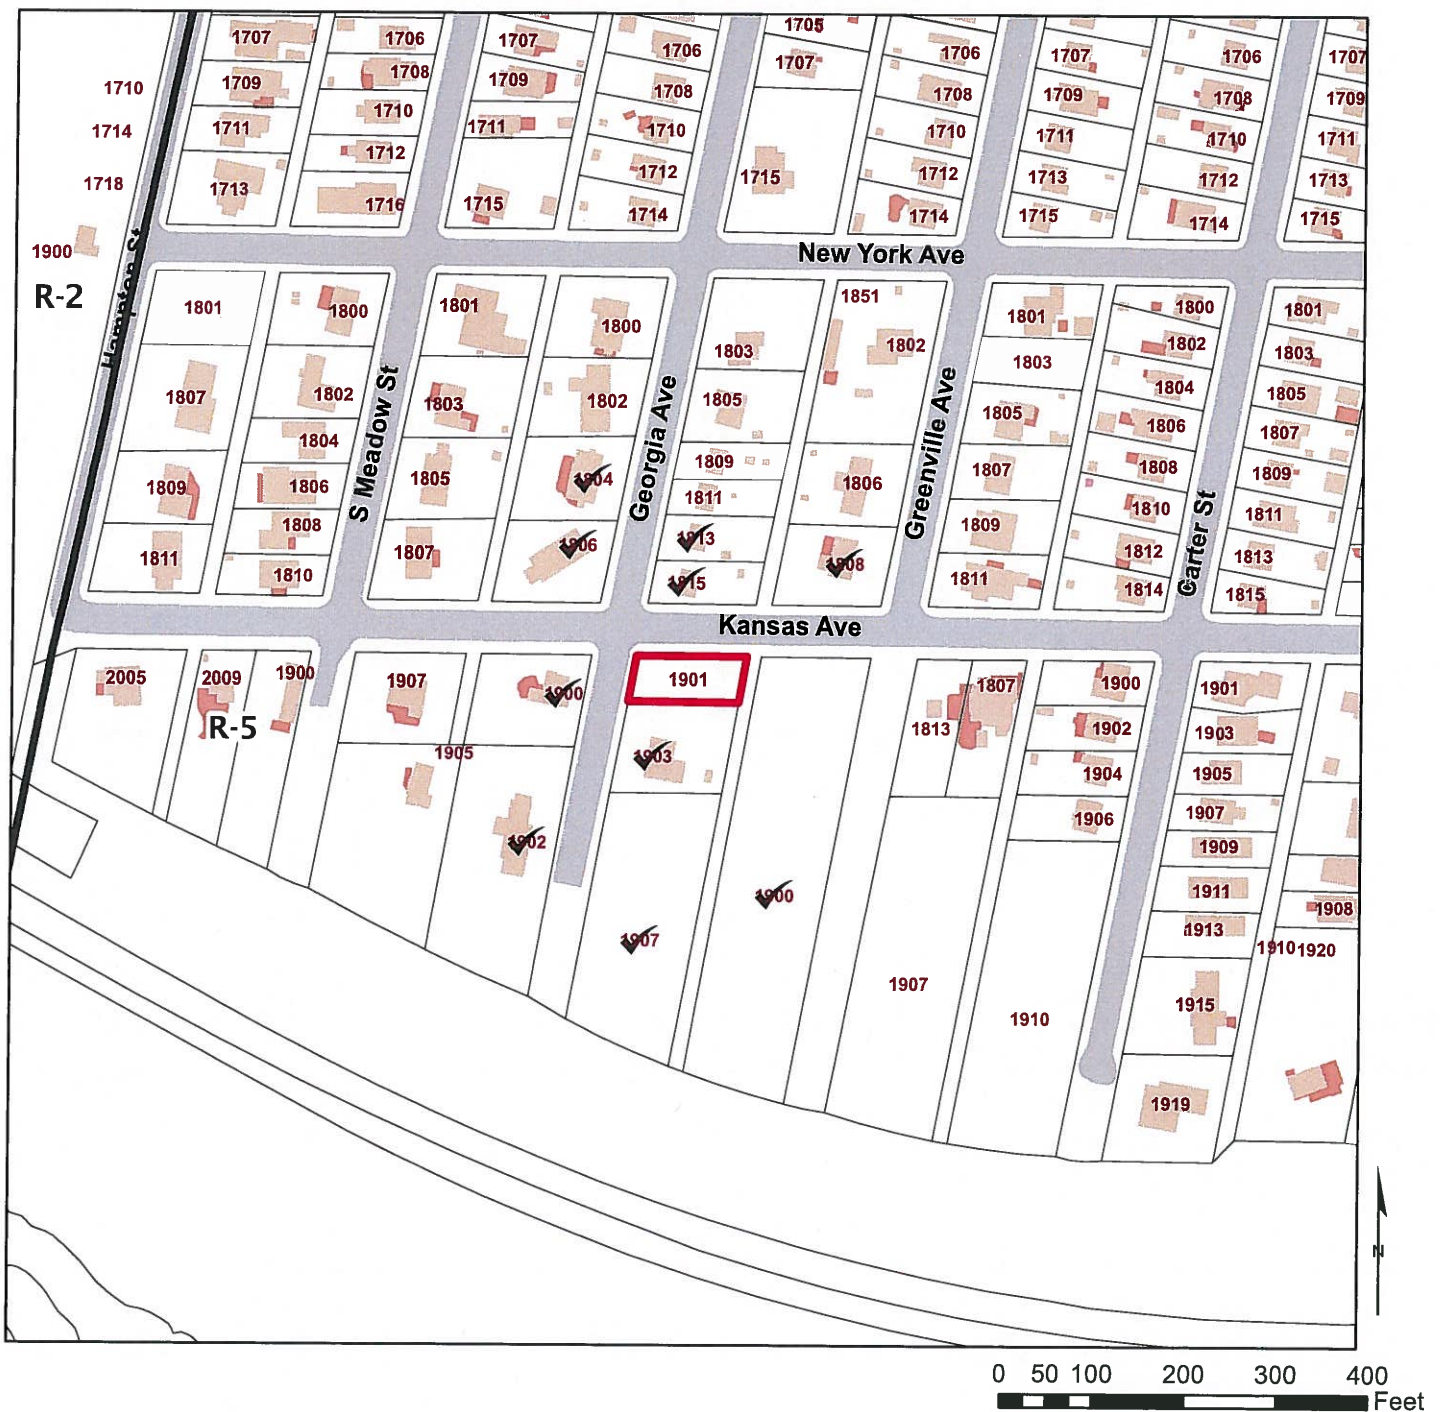 1707 1706 1707 1706 1705 1706 1707 1706 1707
1709 1708 1709 1708 1707 1708 1709 1708 1709
1710 1711 1710 1711 1710 1710 1711 1710 1711
1714 1712 1712 1712 1713 1712 1713
1718 1713 1716 1715 1714 1715 1714 1715 1714 1715
1900
New York Ave
R-2
Hampton St
1801 1800 1801 1800 1803 1851 1802 1801 1800 1801
1803 1802 1803
1807 1802 1803 1802 1805 1805 1804 1805
1804 1806 1807
1809 1806 1805 1804 1809 1806 1807 1808 1809
1808 1811 1809 1810 1811
1811 1810 1807 1806 1813 1808 1811 1812 1813
1815 1814 1815
S Meadow St
Georgia Ave
Greenville Ave
Carter St
Kansas Ave
2005 2009 1900 1907 1900 1901 1807 1900 1901
R-5
1905 1903 1813 1902 1903
1904 1905
1902 1906 1907
1909
1900 1911
1907 1908
1913
1910 1920
1907 1910 1915
1919
N
0 50 100 200 300 400
Feet